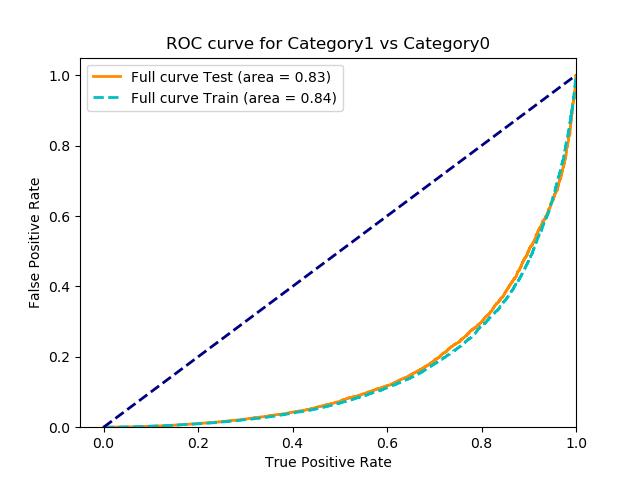 ROC curve for Category1 vs Category0
Full curve Test (area = 0.83)
Full curve Train (area = 0.84)
1.0
0.8
0.6
0.4
0.2
0.0
False Positive Rate
0.0 0.2 0.4 0.6 0.8 1.0
True Positive Rate